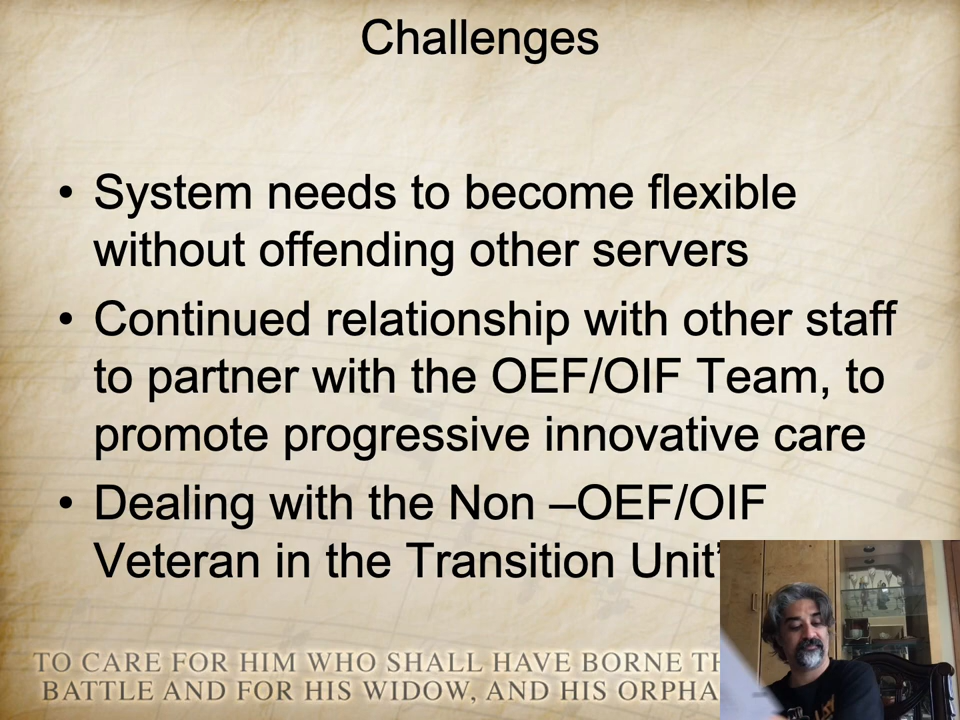 Challenges
• System needs to become flexible
without offending other servers
• Continued relationship with other staff
to partner with the OEF/OIF Team, to
promote progressive innovative care
• Dealing with the Non –OEF/OIF
Veteran in the Transition Unit’
TO CARE FOR HIM WHO SHALL HAVE BORNE
BATTLE AND FOR HIS WIDOW, AND HIS